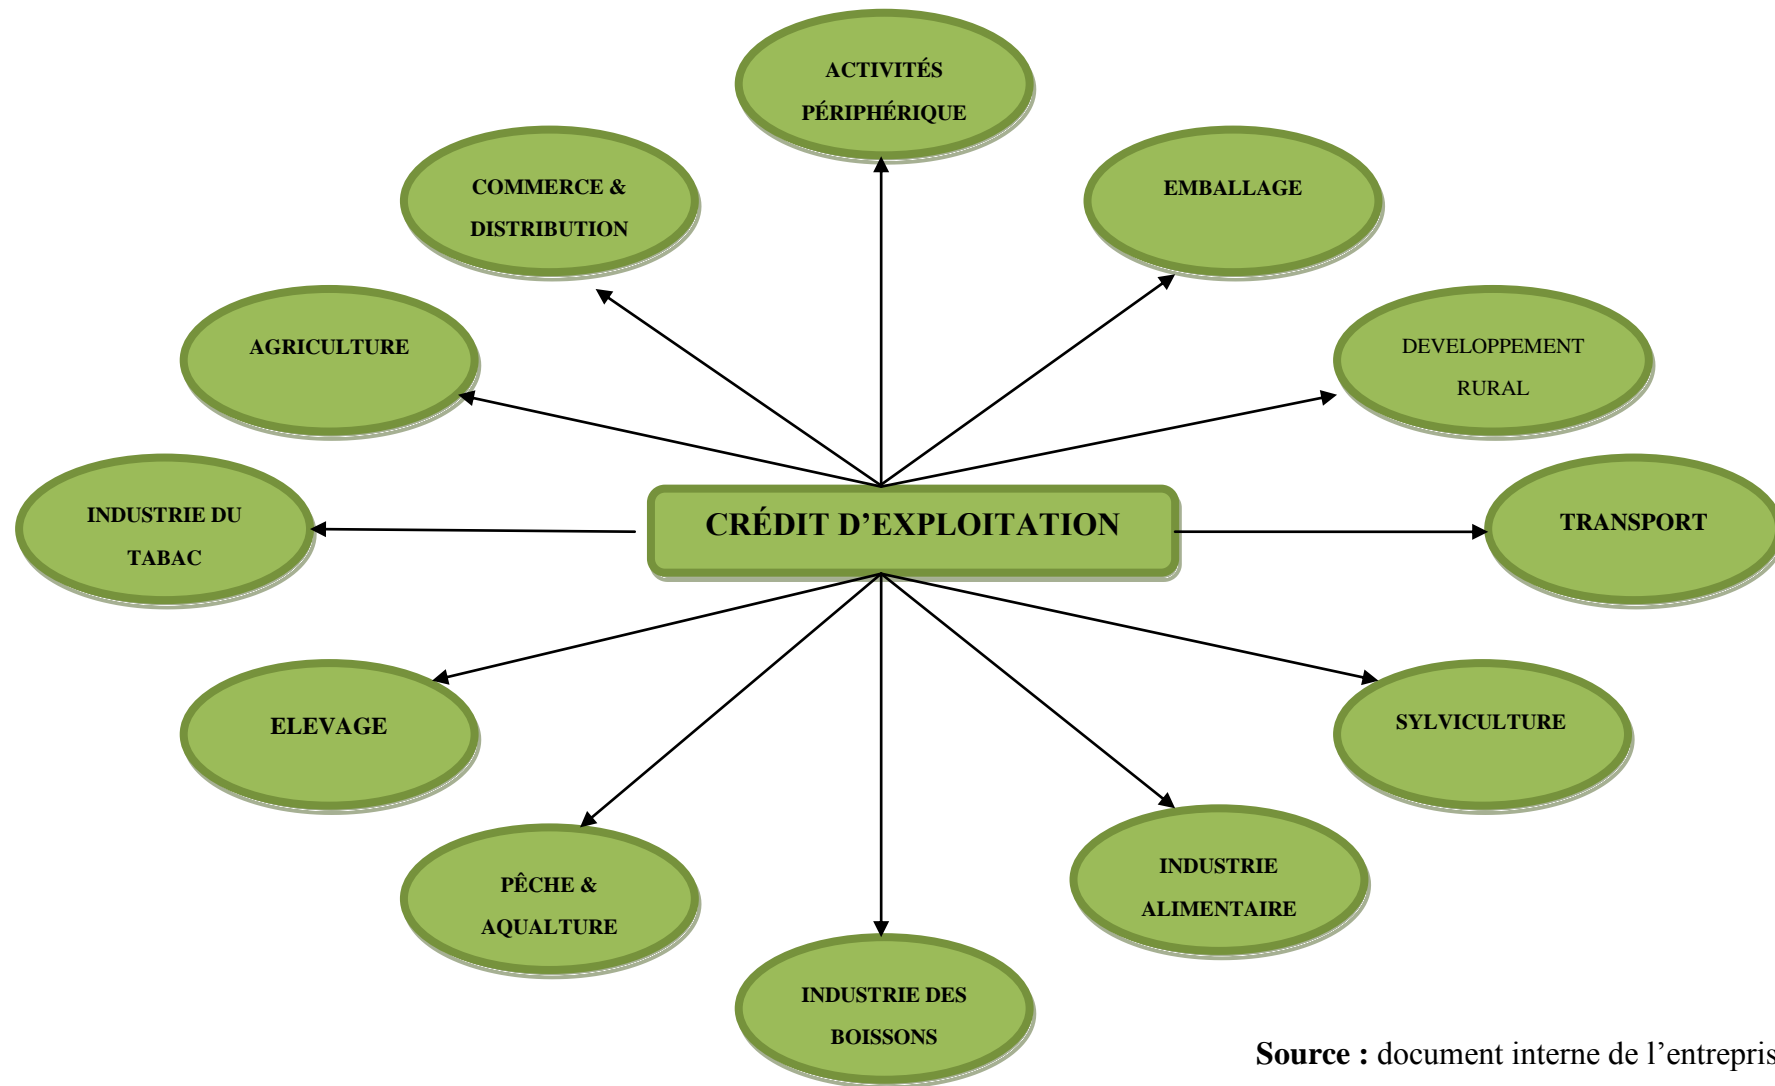 ACTIVITÉS
PÉRIPHÉRIQUE
COMMERCE &
DISTRIBUTION
EMBALLAGE
AGRICULTURE
DEVELOPPEMENT
RURAL
INDUSTRIE DU
TABAC
CRÉDIT D’EXPLOITATION
TRANSPORT
ELEVAGE
SYLVICULTURE
PÊCHE &
AQUALTURE
INDUSTRIE
ALIMENTAIRE
INDUSTRIE DES
BOISSONS
Source : document interne de l’entrepris